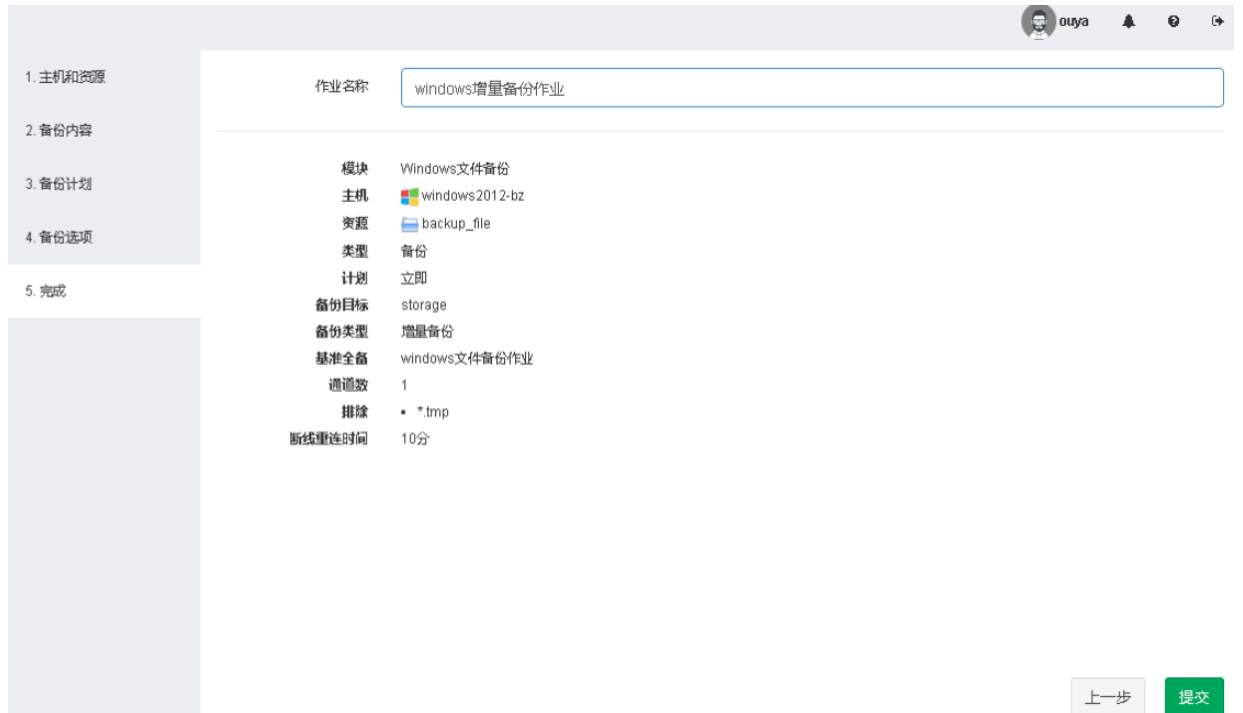 ouya
1. 主机和资源
2. 备份内容
3. 备份计划
4. 备份选项
5. 完成
作业名称 windows增量备份作业
模块 Windows文件备份
主机 windows2012-bz
资源 backup_file
类型 备份
计划 立即
备份目标 storage
备份类型 增量备份
基准全备 windows文件备份作业
通道数 1
排除 • *.tmp
断线重连时间 10分
上一步 提交